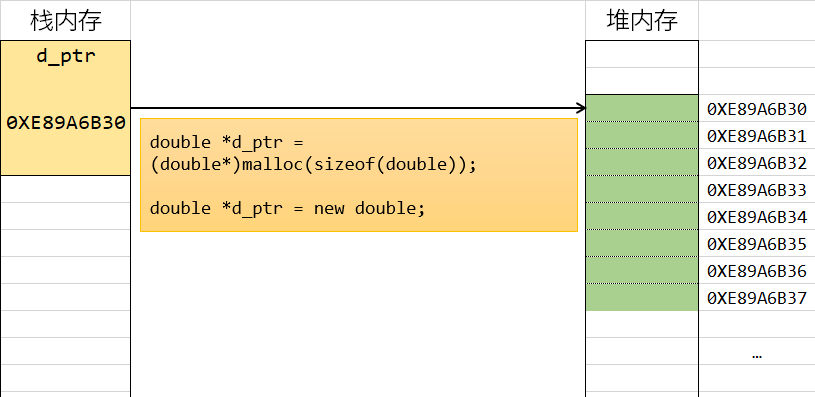 栈内存
堆内存
d_ptr
0XE89A6B30
double *d_ptr =
(double*)malloc(sizeof(double));
double *d_ptr = new double;
0XE89A6B30
0XE89A6B31
0XE89A6B32
0XE89A6B33
0XE89A6B34
0XE89A6B35
0XE89A6B36
0XE89A6B37
…